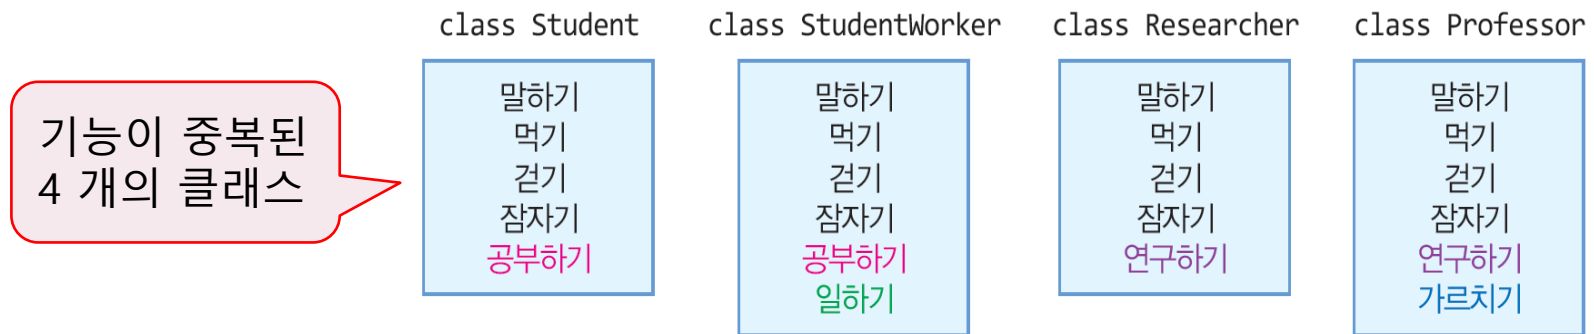 기능이 중복된
4 개의 클래스
class Student
말하기
먹기
걷기
잠자기
공부하기
class StudentWorker
말하기
먹기
걷기
잠자기
공부하기
일하기
class Researcher
말하기
먹기
걷기
잠자기
연구하기
class Professor
말하기
먹기
걷기
잠자기
연구하기
가르치기